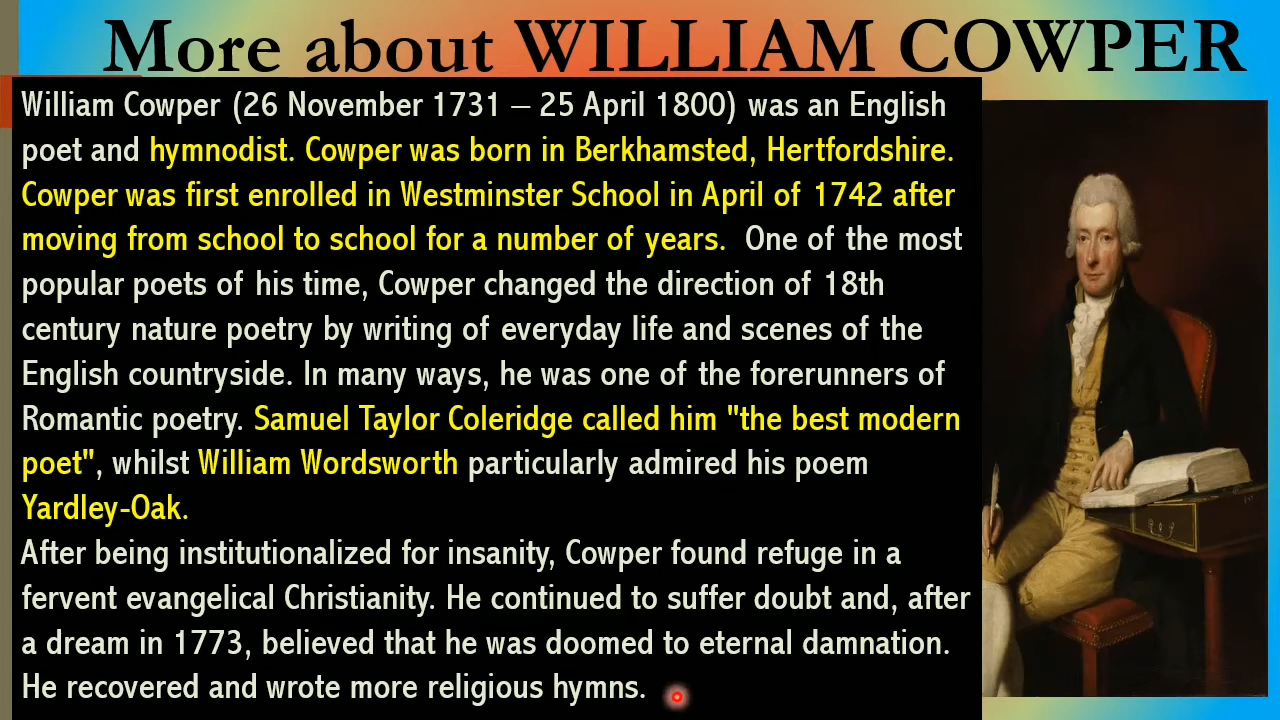 More about WILLIAM COWPER
William Cowper (26 November 1731 – 25 April 1800) was an English
poet and hymnodist. Cowper was born in Berkhamsted, Hertfordshire.
Cowper was first enrolled in Westminster School in April of 1742 after
moving from school to school for a number of years. One of the most
popular poets of his time, Cowper changed the direction of 18th
century nature poetry by writing of everyday life and scenes of the
English countryside. In many ways, he was one of the forerunners of
Romantic poetry. Samuel Taylor Coleridge called him "the best modern
poet", whilst William Wordsworth particularly admired his poem
Yardley-Oak.
After being institutionalized for insanity, Cowper found refuge in a
fervent evangelical Christianity. He continued to suffer doubt and, after
a dream in 1773, believed that he was doomed to eternal damnation.
He recovered and wrote more religious hymns.